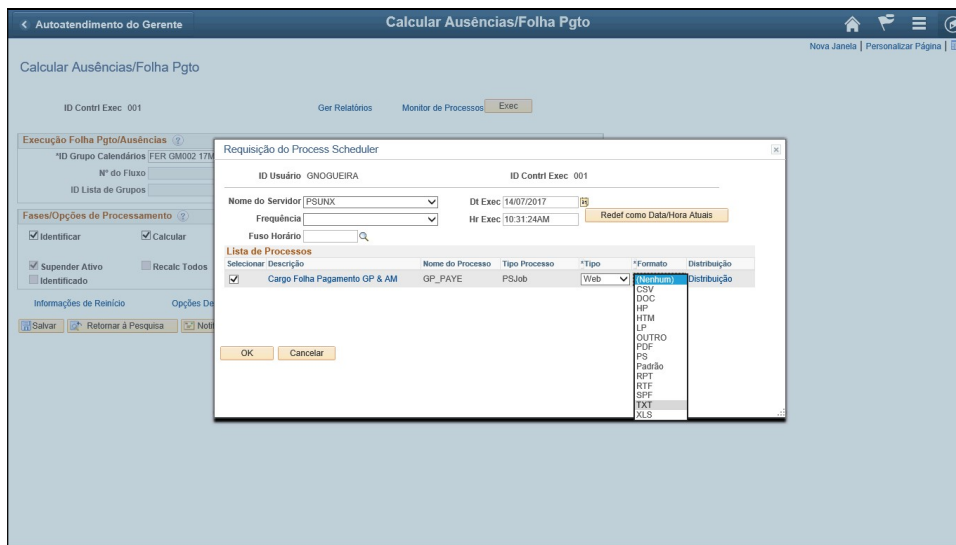 Autoatendimento do Gerente
Calcular Ausências/Folha Pgto
Nova Janela | Personalizar Página |
Calcular Ausências/Folha Pgto
ID Contrl Exec 001 Ger Relatórios Monitor de Processos Exec
Execução Folha Pgto/Ausências
*ID Grupo Calendários FER GM002 17M
Nº do Fluxo
ID Lista de Grupos
Fases/Opções de Processamento
Identificar Calcular
Supender Ativo Recalc Todos
Identificado
Informações de Reinício Opções De
Salvar Retornar à Pesquisa Noti
Requisição do Process Scheduler
ID Usuário GNOGUEIRA ID Contrl Exec 001
Nome do Servidor PSUNX Dt Exec 14/07/2017
Frequência Hr Exec 10:31:24AM Redef como Data/Hora Atuais
Fuso Horário
Lista de Processos
Selecionar Descrição Nome do Processo Tipo Processo *Tipo *Formato Distribuição
Cargo Folha Pagamento GP & AM GP_PAYE PSJob Web (Nenhum) Distribuição
CSV
DOC
HP
HTM
LP
OUTRO
PDF
PS
Padrão
RPT
RTF
SPF
TXT
XLS
OK Cancelar